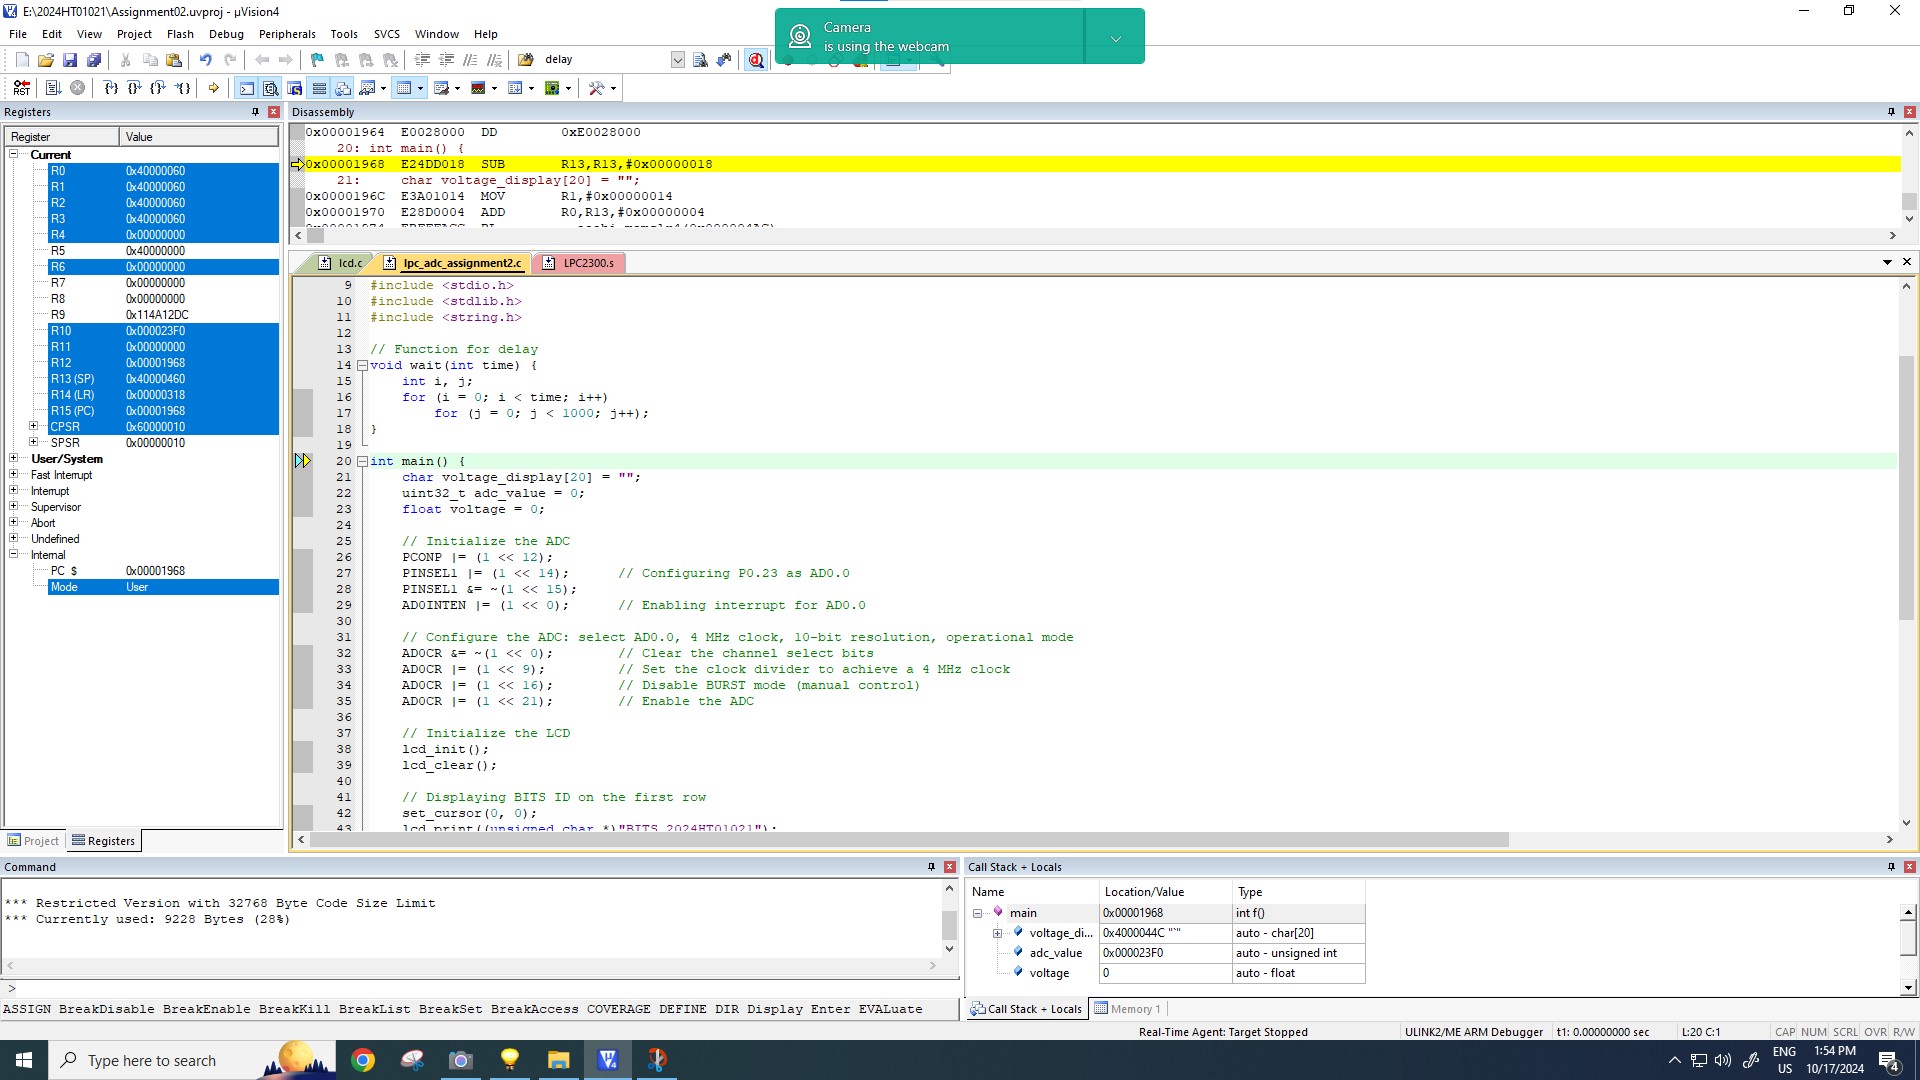 E:\2024HT01021\Assignment02.uvproj - µVision4
Camera
is using the webcam
File Edit View Project Flash Debug Peripherals Tools SVCS Window Help
delay
Registers
Register Value
Current
R0 0x40000060
R1 0x40000060
R2 0x40000060
R3 0x40000060
R4 0x00000000
R5 0x40000000
R6 0x00000000
R7 0x00000000
R8 0x00000000
R9 0x114A12DC
R10 0x000023F0
R11 0x00000000
R12 0x00001968
R13 (SP) 0x40000460
R14 (LR) 0x00000318
R15 (PC) 0x00001968
CPSR 0x60000010
SPSR 0x00000010
User/System
Fast Interrupt
Interrupt
Supervisor
Abort
Undefined
Internal
PC $ 0x00001968
Mode User
Project Registers
Disassembly
0x00001964 E0028000 DD 0xE0028000
20: int main() {
0x00001968 E24DD018 SUB R13,R13,#0x00000018
21: char voltage_display[20] = "";
0x0000196C E3A01014 MOV R1,#0x00000014
0x00001970 E28D0004 ADD R0,R13,#0x00000004
lcd.c lpc_adc_assignment2.c LPC2300.s
9 #include <stdio.h>
10 #include <stdlib.h>
11 #include <string.h>
12
13 // Function for delay
14 void wait(int time) {
15 int i, j;
16 for (i = 0; i < time; i++)
17 for (j = 0; j < 1000; j++);
18 }
19
20 int main() {
21 char voltage_display[20] = "";
22 uint32_t adc_value = 0;
23 float voltage = 0;
24
25 // Initialize the ADC
26 PCONP |= (1 << 12);
27 PINSEL1 |= (1 << 14); // Configuring P0.23 as AD0.0
28 PINSEL1 &= ~(1 << 15);
29 AD0INTEN |= (1 << 0); // Enabling interrupt for AD0.0
30
31 // Configure the ADC: select AD0.0, 4 MHz clock, 10-bit resolution, operational mode
32 AD0CR &= ~(1 << 0); // Clear the channel select bits
33 AD0CR |= (1 << 9); // Set the clock divider to achieve a 4 MHz clock
34 AD0CR |= (1 << 16); // Disable BURST mode (manual control)
35 AD0CR |= (1 << 21); // Enable the ADC
36
37 // Initialize the LCD
38 lcd_init();
39 lcd_clear();
40
41 // Displaying BITS ID on the first row
42 set_cursor(0, 0);
43 lcd_print((unsigned char *)"BITS 2024HT01021");
Command
*** Restricted Version with 32768 Byte Code Size Limit
*** Currently used: 9228 Bytes (28%)
>
ASSIGN BreakDisable BreakEnable BreakKill BreakList BreakSet BreakAccess COVERAGE DEFINE DIR Display Enter EVALuate
Call Stack + Locals
Name Location/Value Type
main 0x00001968 int f()
voltage_di... 0x4000044C "`" auto - char[20]
adc_value 0x000023F0 auto - unsigned int
voltage 0 auto - float
Call Stack + Locals Memory 1
Real-Time Agent: Target Stopped ULINK2/ME ARM Debugger t1: 0.00000000 sec L:20 C:1 CAP NUM SCRL OVR R/W
Type here to search
ENG
US
1:54 PM
10/17/2024
4